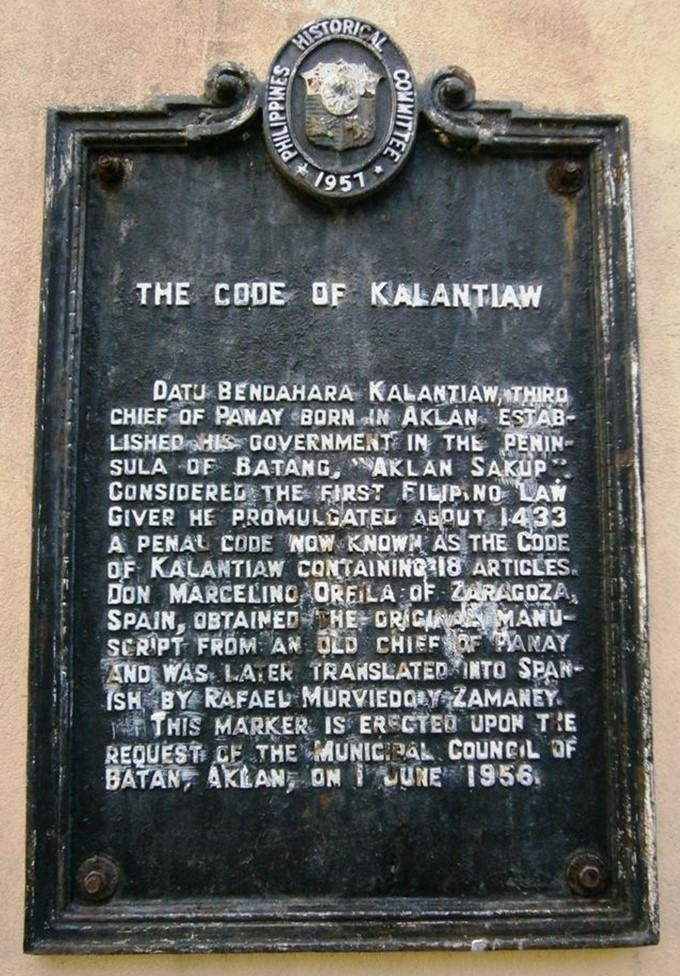 PHILIPPINES HISTORICAL COMMITTEE
★ 1957 ★
THE CODE OF KALANTIAW
DATU BENDAHARA KALANTIAW, THIRD
CHIEF OF PANAY BORN IN AKLAN ESTAB-
LISHED HIS GOVERNMENT IN THE PENIN-
SULA OF BATANG, "AKLAN SAKUP".
CONSIDERED THE FIRST FILIPINO LAW
GIVER HE PROMULGATED ABOUT 1433
A PENAL CODE NOW KNOWN AS THE CODE
OF KALANTIAW CONTAINING 18 ARTICLES.
DON MARCELINO ORFILA OF ZARAGOZA,
SPAIN, OBTAINED THE ORIGINAL MANU-
SCRIPT FROM AN OLD CHIEF OF PANAY
AND WAS LATER TRANSLATED INTO SPAN-
ISH BY RAFAEL MURVIEDO Y ZAMANEY.
THIS MARKER IS ERECTED UPON THE
REQUEST OF THE MUNICIPAL COUNCIL OF
BATAN, AKLAN, ON 1 JUNE 1956.